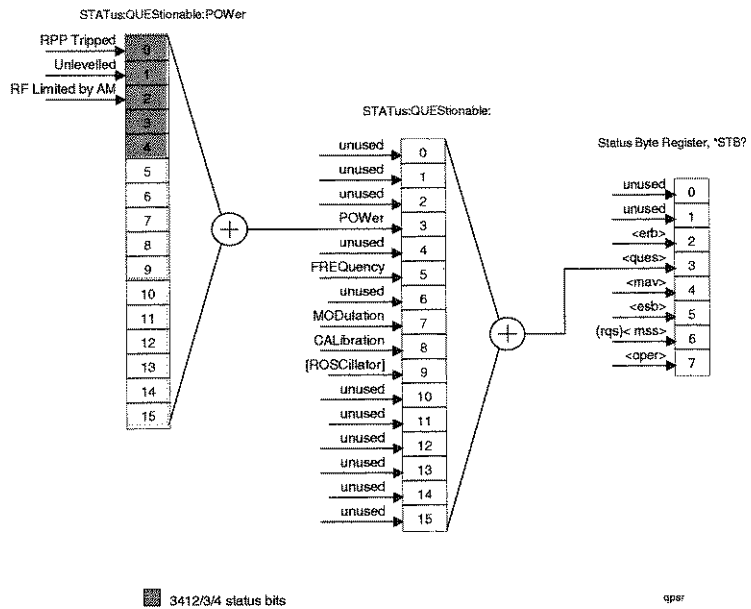 STATus:QUEStionable:POWer
RPP Tripped
Unlevelled
RF Limited by AM
0
1
2
3
4
5
6
7
8
9
10
11
12
13
14
15
STATus:QUEStionable:
unused 0
unused 1
unused 2
POWer 3
unused 4
FREQuency 5
unused 6
MODulation 7
CALibration 8
[ROSCillator] 9
unused 10
unused 11
unused 12
unused 13
unused 14
unused 15
Status Byte Register, *STB?
unused 0
unused 1
<erb> 2
<ques> 3
<mav> 4
<esb> 5
(rqs)< mss> 6
<oper> 7
3412/3/4 status bits
qpsr